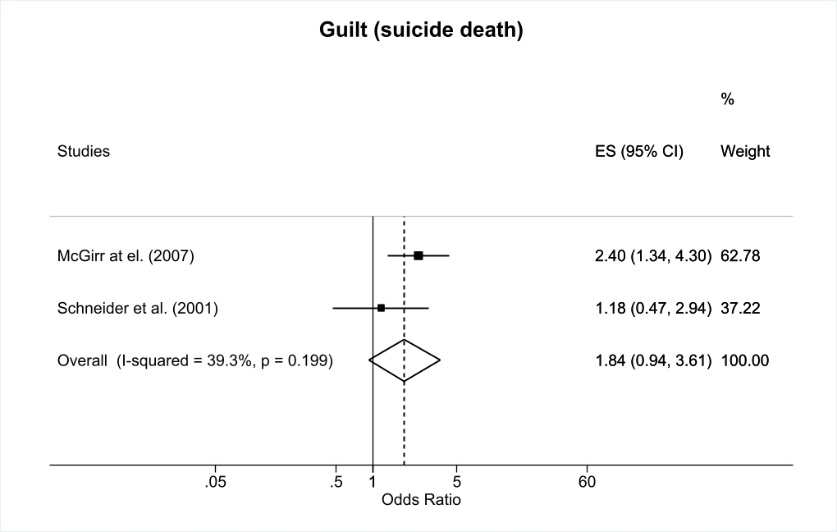 Guilt (suicide death)
%
Studies ES (95% CI) Weight
McGirr at el. (2007) 2.40 (1.34, 4.30) 62.78
Schneider et al. (2001) 1.18 (0.47, 2.94) 37.22
Overall (I-squared = 39.3%, p = 0.199) 1.84 (0.94, 3.61) 100.00
.05 .5 1 5 60
Odds Ratio